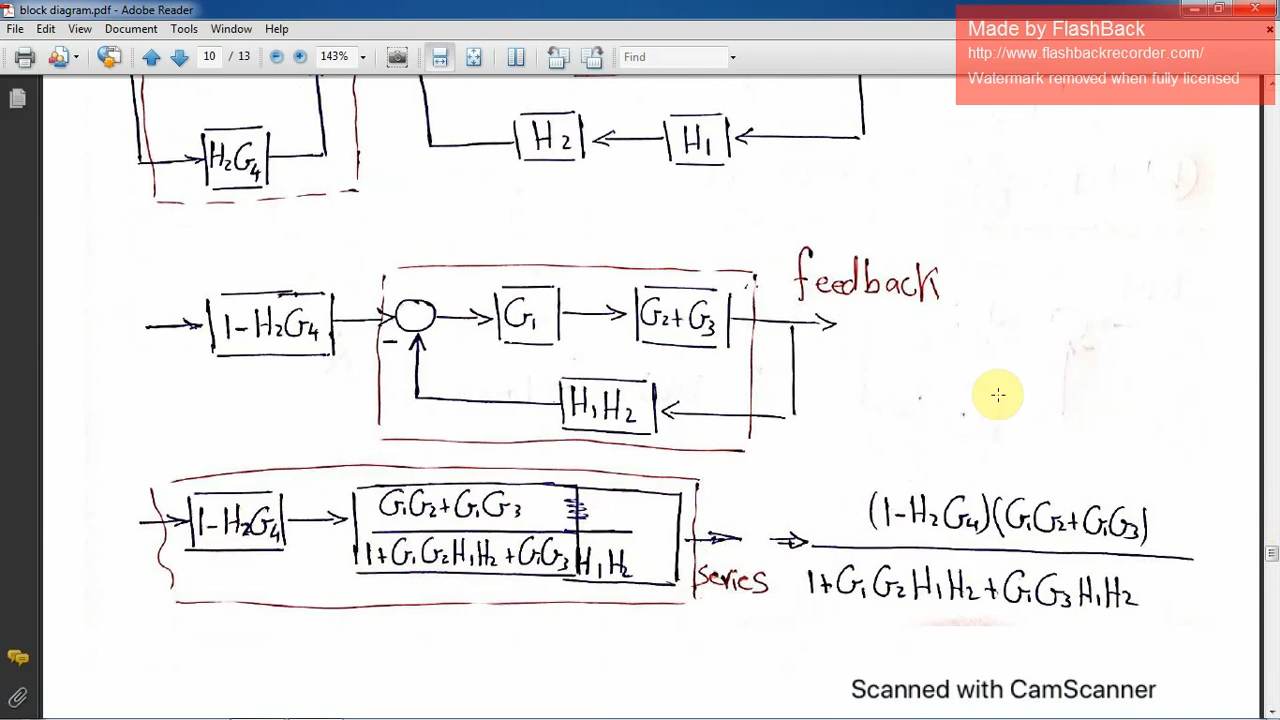 block diagram.pdf - Adobe Reader
File Edit View Document Tools Window Help
10 / 13 143% Find
Made by FlashBack
http://www.flashbackrecorder.com/
Watermark removed when fully licensed
H2G4
H2 H1
feedback
1-H2G4 G1 G2+G3
-
H1H2
1-H2G4
G1G2+G1G3
1+G1G2H1H2+G1G3H1H2
series
(1-H2G4)(G1G2+G1G3)
1+G1G2H1H2+G1G3H1H2
Scanned with CamScanner